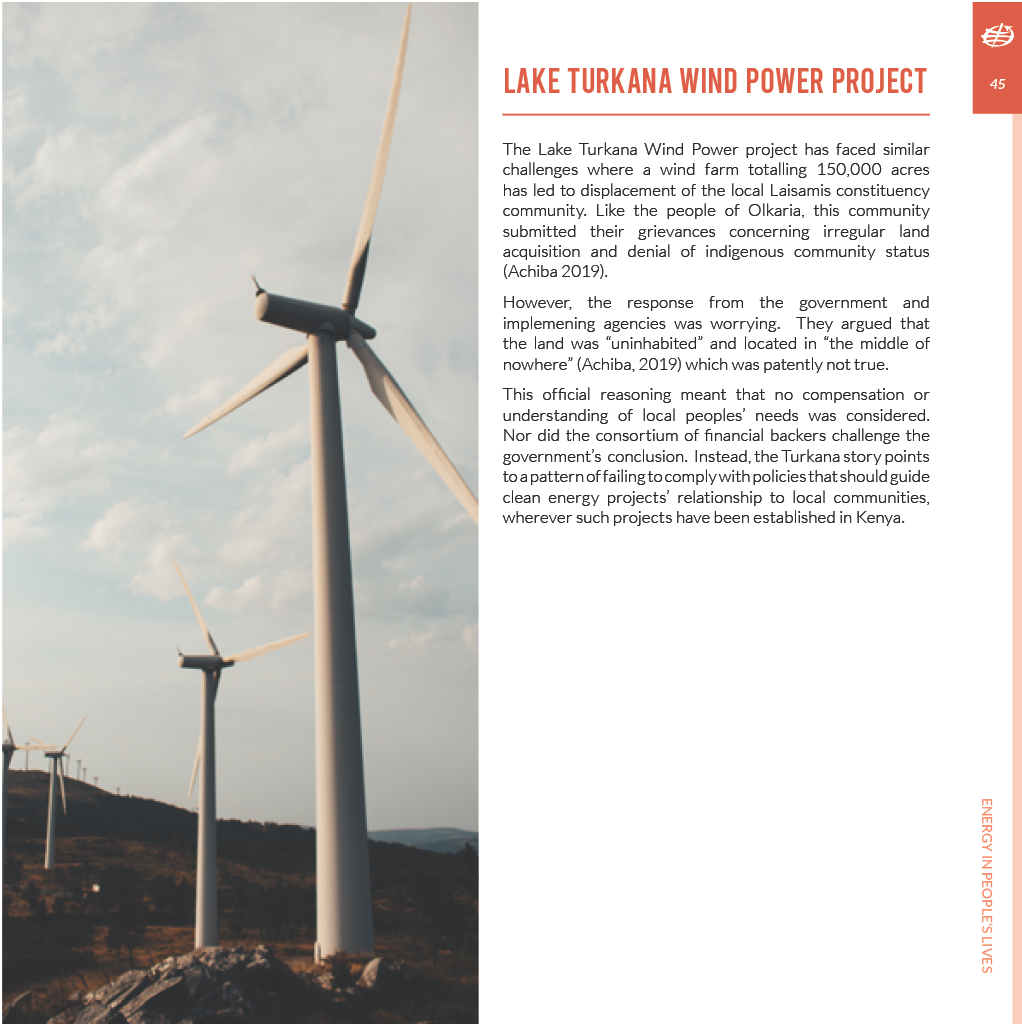 45
LAKE TURKANA WIND POWER PROJECT
The Lake Turkana Wind Power project has faced similar
challenges where a wind farm totalling 150,000 acres
has led to displacement of the local Laisamis constituency
community. Like the people of Olkaria, this community
submitted their grievances concerning irregular land
acquisition and denial of indigenous community status
(Achiba 2019).
However, the response from the government and
implemening agencies was worrying. They argued that
the land was “uninhabited” and located in “the middle of
nowhere” (Achiba, 2019) which was patently not true.
This official reasoning meant that no compensation or
understanding of local peoples’ needs was considered.
Nor did the consortium of financial backers challenge the
government’s conclusion. Instead, the Turkana story points
to a pattern of failing to comply with policies that should guide
clean energy projects’ relationship to local communities,
wherever such projects have been established in Kenya.
ENERGY IN PEOPLE’S LIVES